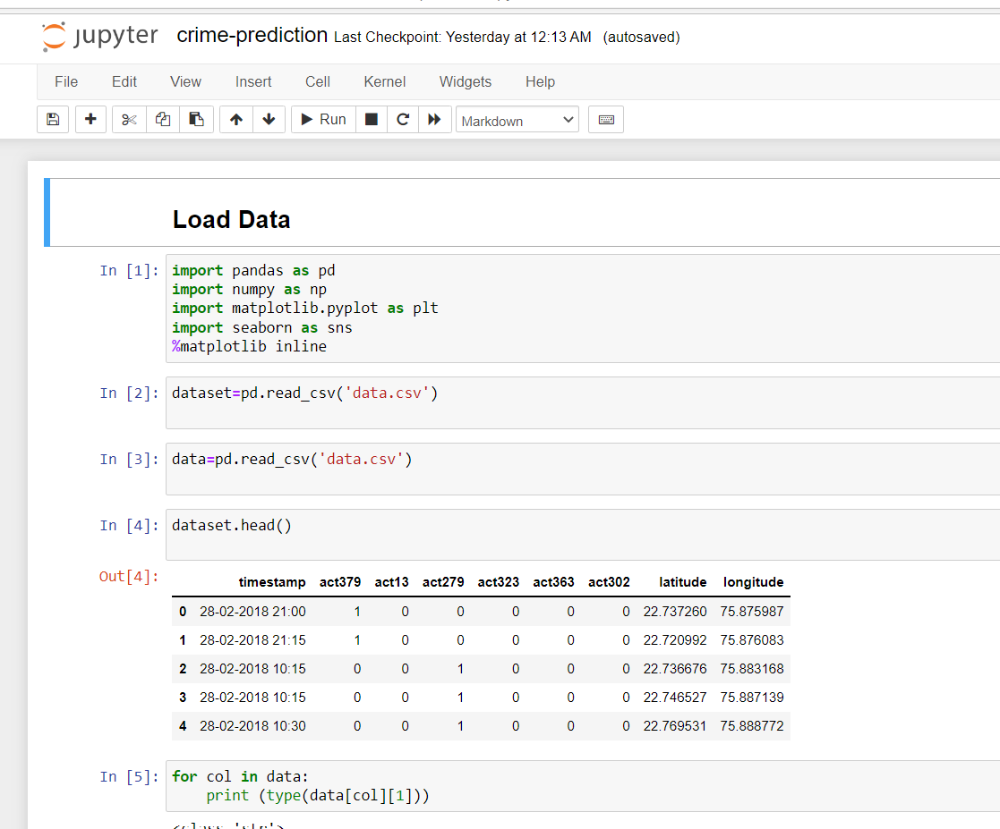 jupyter crime-prediction Last Checkpoint: Yesterday at 12:13 AM (autosaved)
File Edit View Insert Cell Kernel Widgets Help
Run Markdown
Load Data
In [1]: import pandas as pd
import numpy as np
import matplotlib.pyplot as plt
import seaborn as sns
%matplotlib inline
In [2]: dataset=pd.read_csv('data.csv')
In [3]: data=pd.read_csv('data.csv')
In [4]: dataset.head()
Out[4]:
timestamp act379 act13 act279 act323 act363 act302 latitude longitude
0 28-02-2018 21:00 1 0 0 0 0 0 22.737260 75.875987
1 28-02-2018 21:15 1 0 0 0 0 0 22.720992 75.876083
2 28-02-2018 10:15 0 0 1 0 0 0 22.736676 75.883168
3 28-02-2018 10:15 0 0 1 0 0 0 22.746527 75.887139
4 28-02-2018 10:30 0 0 1 0 0 0 22.769531 75.888772
In [5]: for col in data:
    print (type(data[col][1]))
<class 'str'>